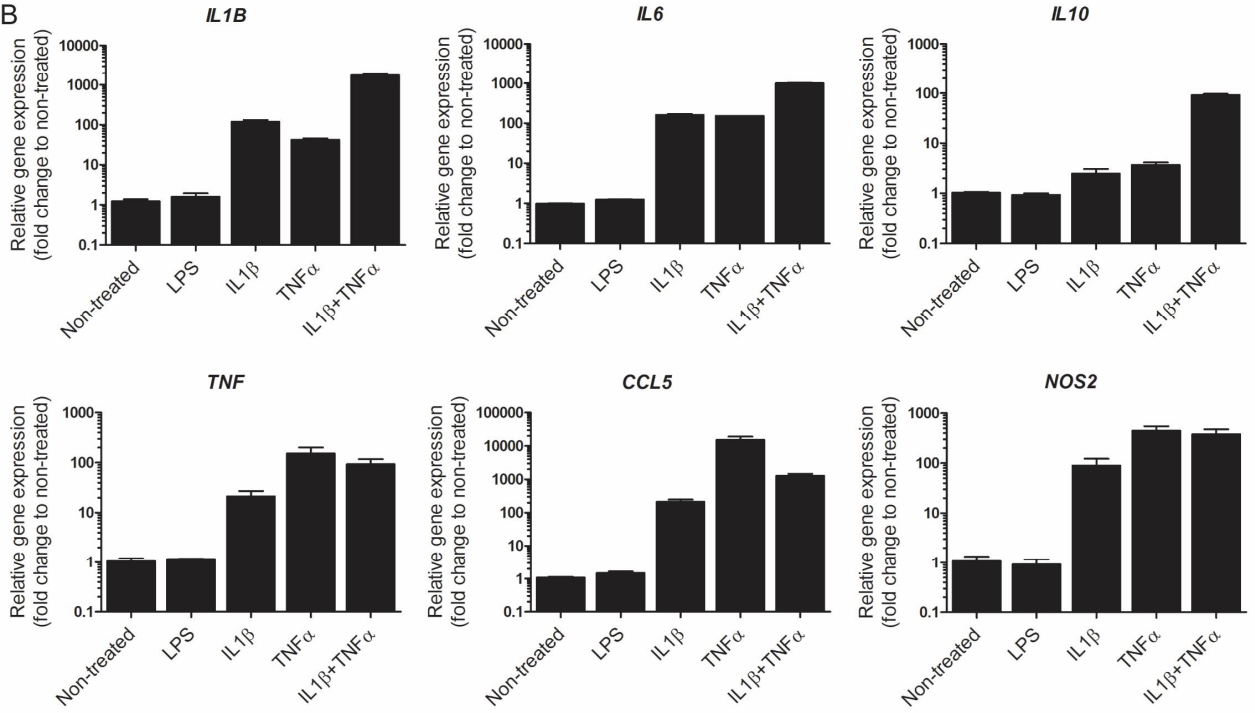 B
IL1B
Relative gene expression
(fold change to non-treated)
10000
1000
100
10
1
0.1
Non-treated
LPS
IL1β
TNFα
IL1β+TNFα
IL6
Relative gene expression
(fold change to non-treated)
10000
1000
100
10
1
0.1
Non-treated
LPS
IL1β
TNFα
IL1β+TNFα
IL10
Relative gene expression
(fold change to non-treated)
1000
100
10
1
0.1
Non-treated
LPS
IL1β
TNFα
IL1β+TNFα
TNF
Relative gene expression
(fold change to non-treated)
1000
100
10
1
0.1
Non-treated
LPS
IL1β
TNFα
IL1β+TNFα
CCL5
Relative gene expression
(fold change to non-treated)
100000
10000
1000
100
10
1
0.1
Non-treated
LPS
IL1β
TNFα
IL1β+TNFα
NOS2
Relative gene expression
(fold change to non-treated)
1000
100
10
1
0.1
Non-treated
LPS
IL1β
TNFα
IL1β+TNFα